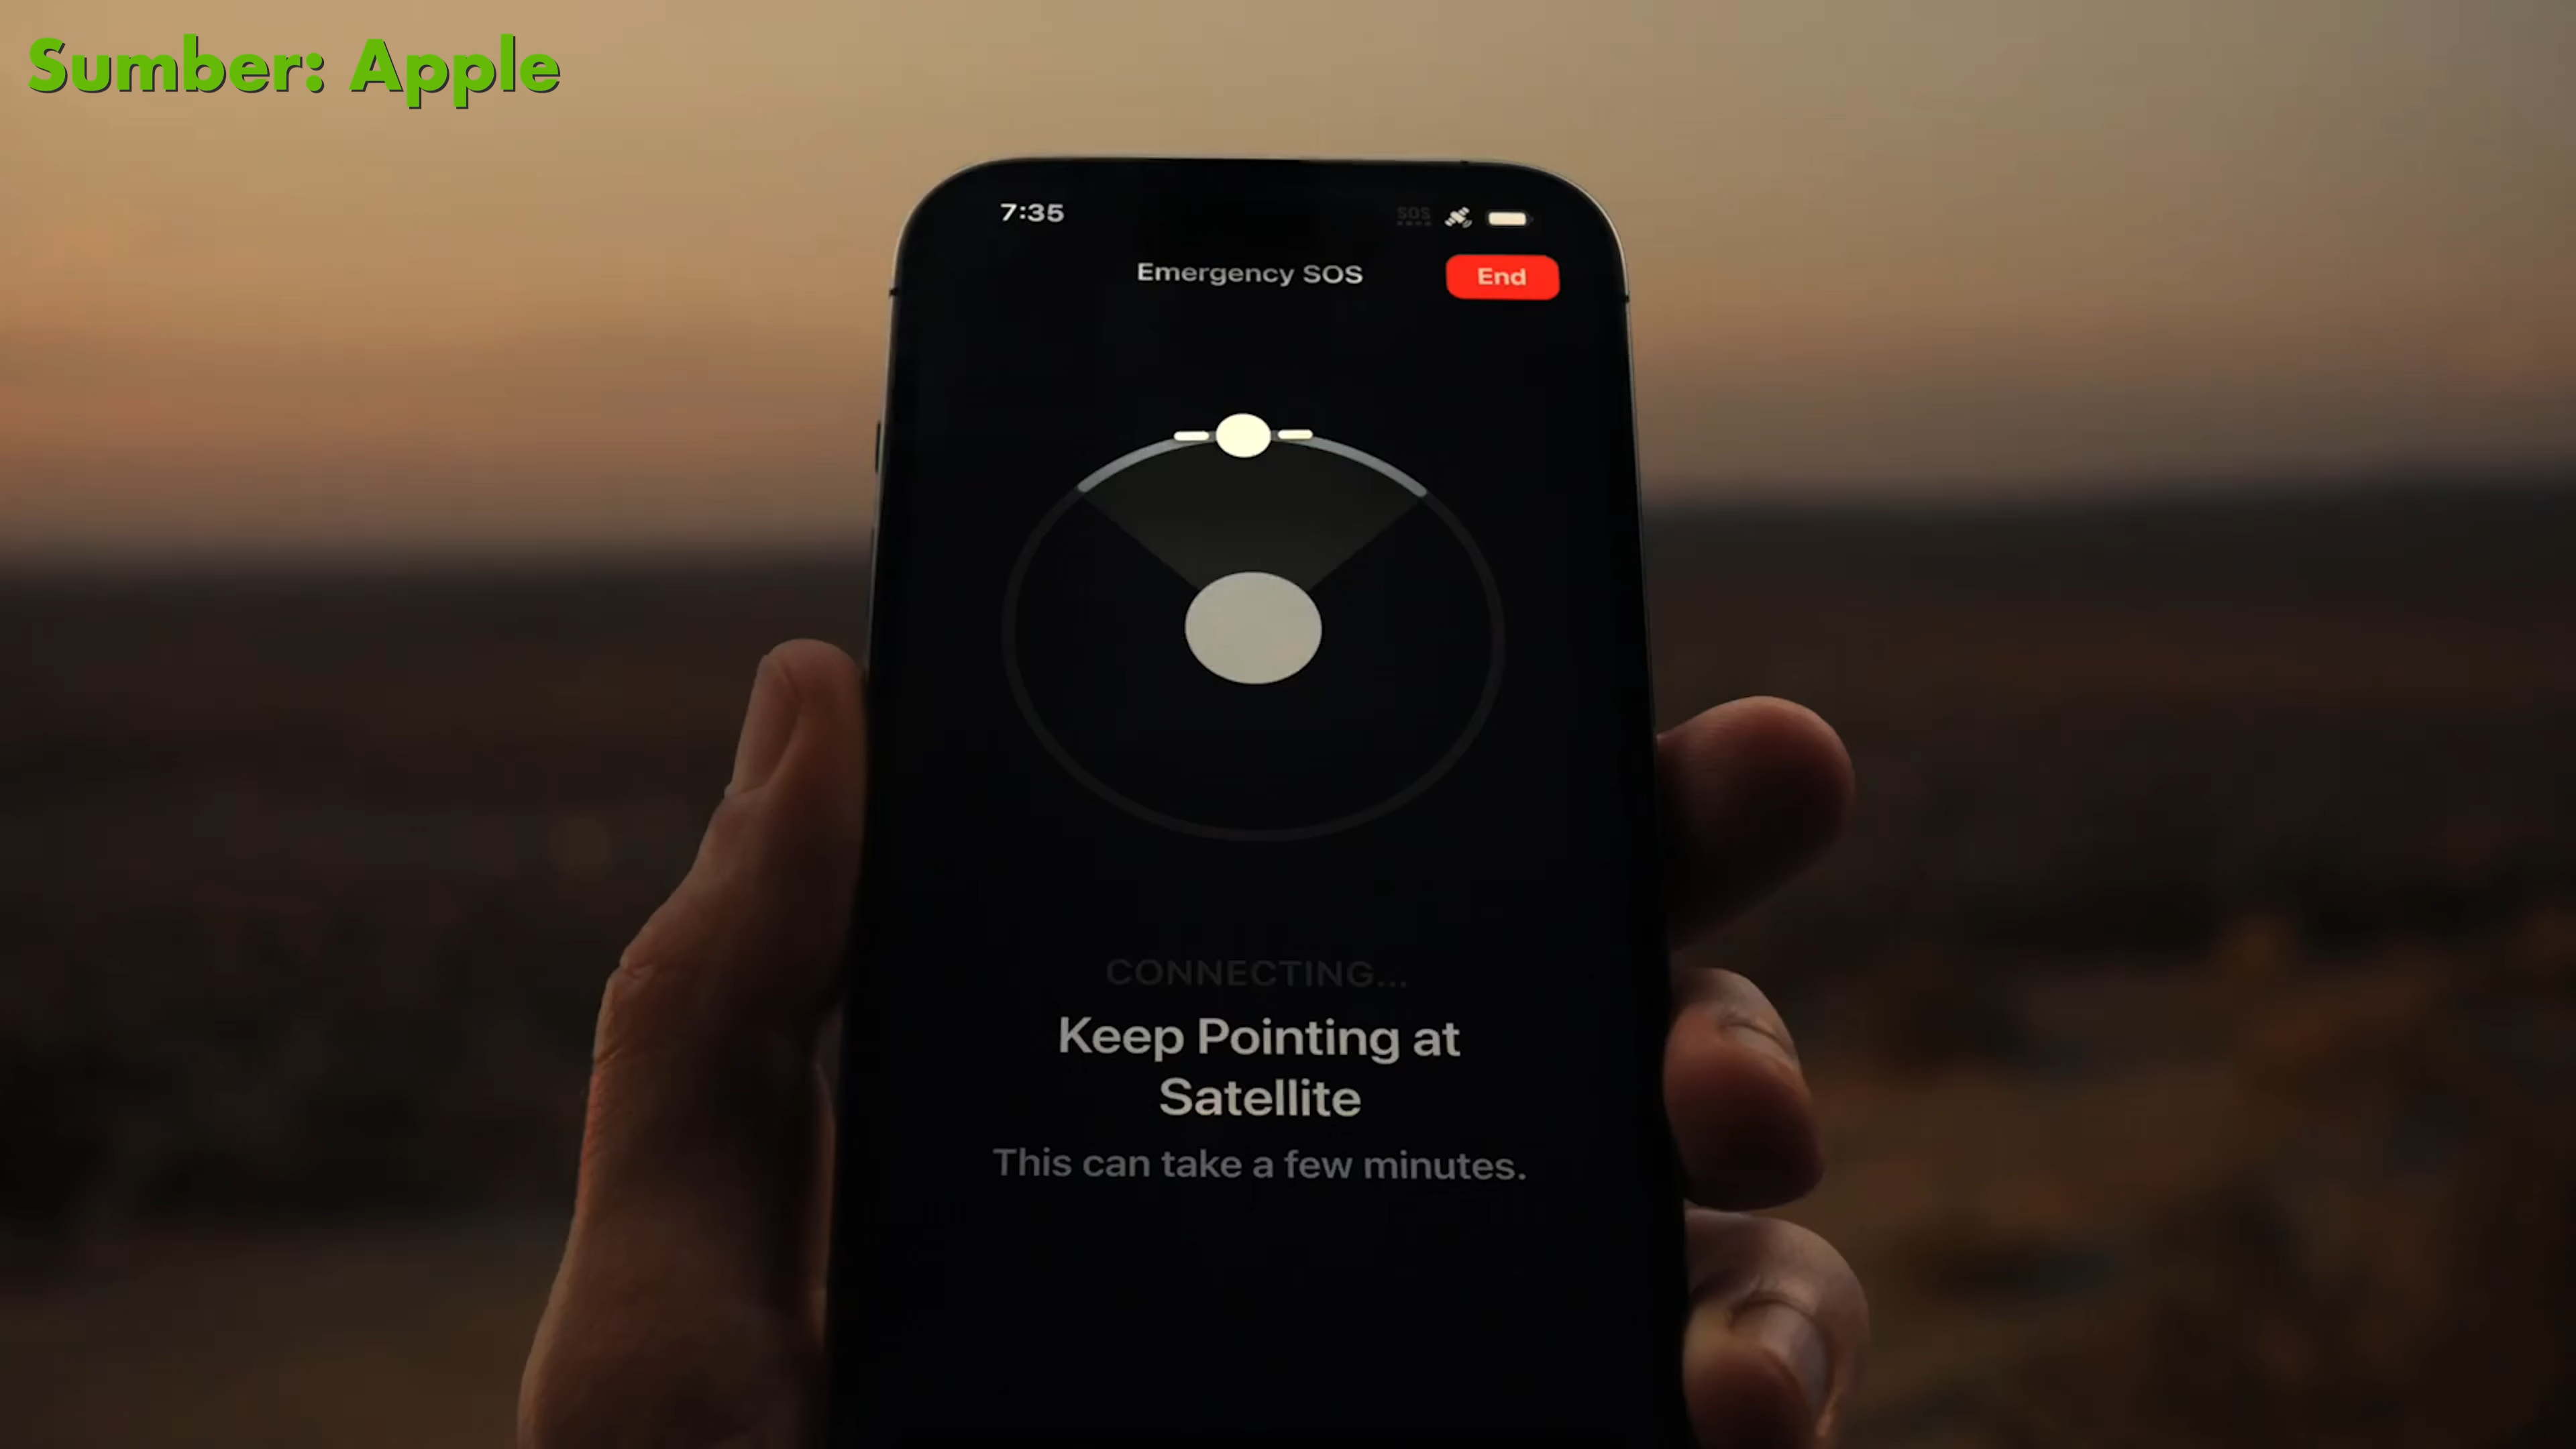 Sumber: Apple
7:35
SOS
Emergency SOS
End
CONNECTING...
Keep Pointing at
Satellite
This can take a few minutes.